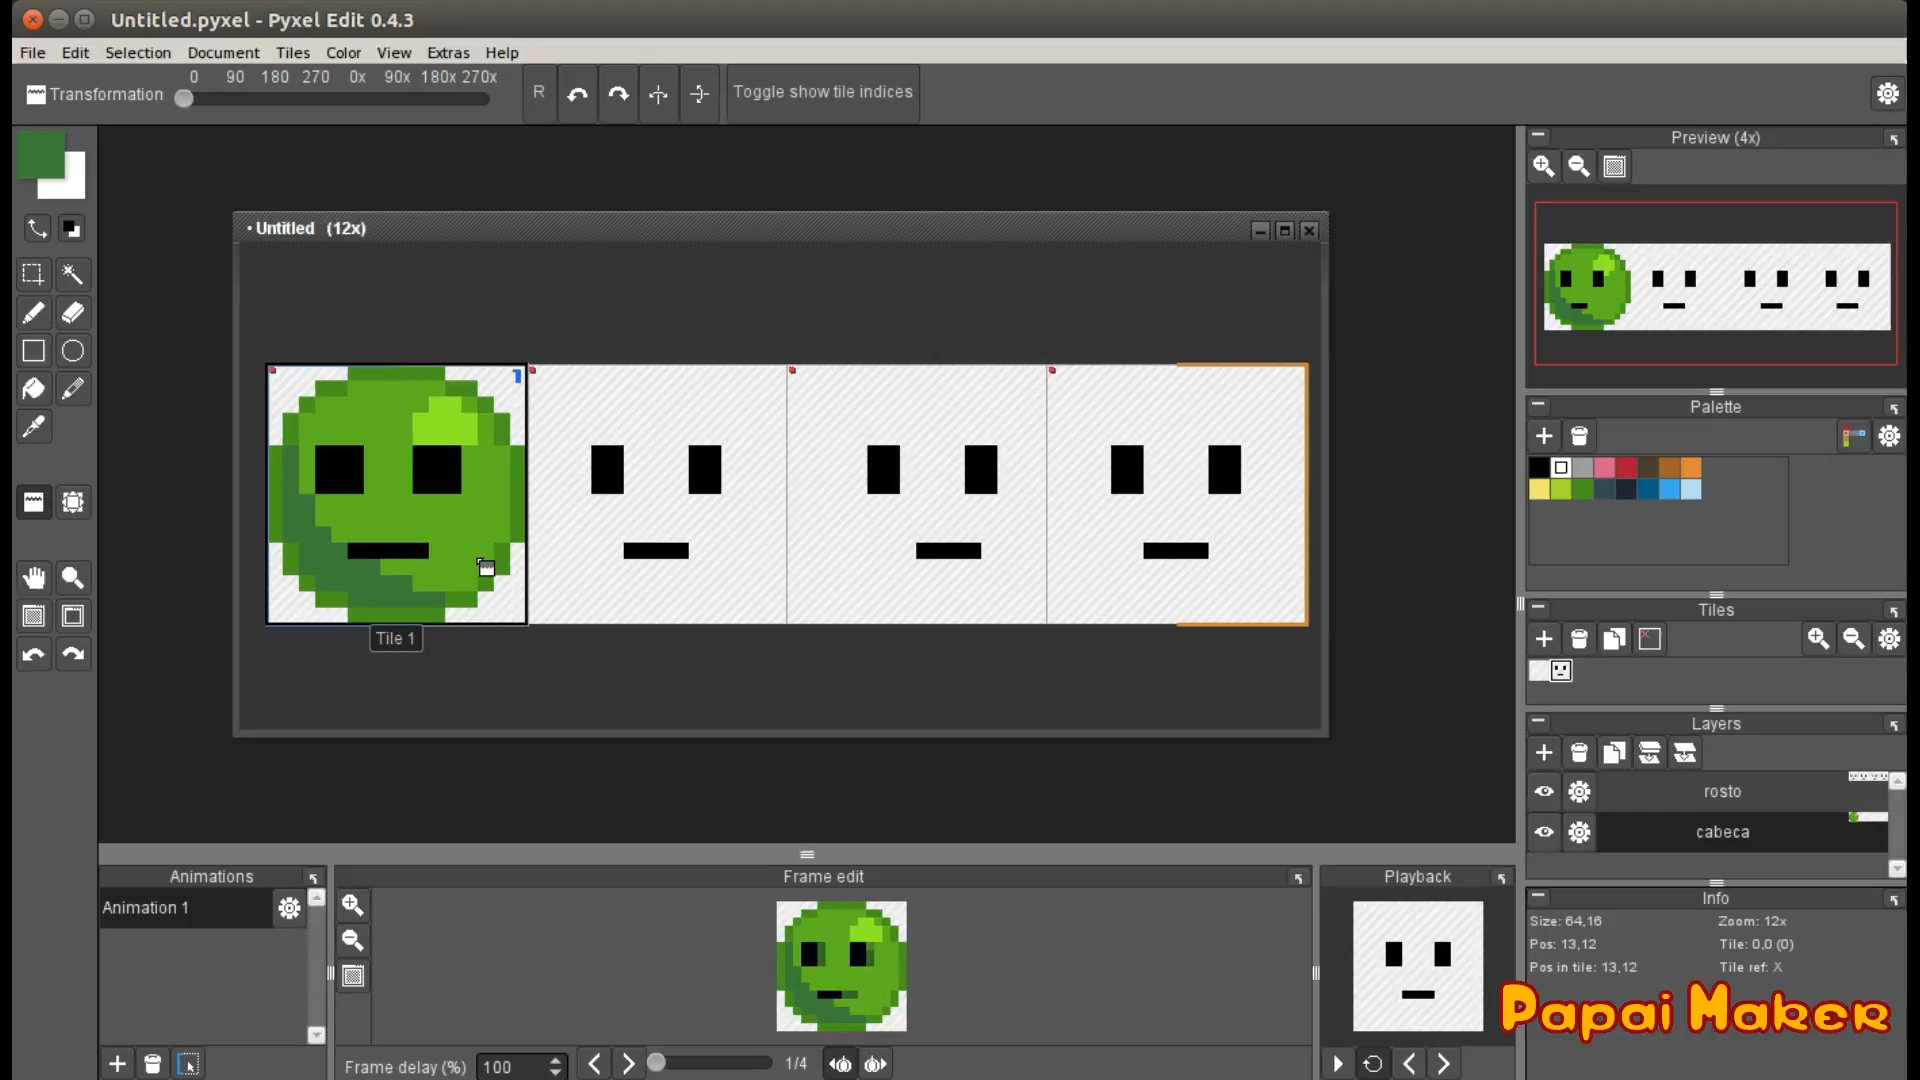 Untitled.pyxel - Pyxel Edit 0.4.3
File Edit Selection Document Tiles Color View Extras Help
0 90 180 270 0x 90x 180x 270x
Transformation
R
Toggle show tile indices
Preview (4x)
• Untitled (12x)
1
Tile 1
Palette
Tiles
Layers
rosto
cabeca
Animations
Animation 1
Frame edit
Frame delay (%) 100
1/4
Playback
Info
Size: 64,16 Zoom: 12x
Pos: 13,12 Tile: 0,0 (0)
Pos in tile: 13,12 Tile ref: X
Papai Maker